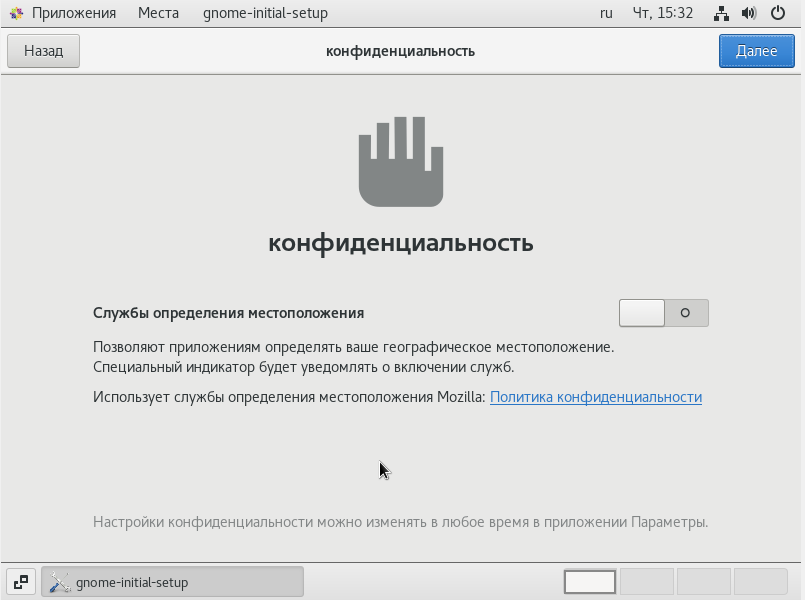 Приложения Места gnome-initial-setup ru Чт, 15:32
Назад конфиденциальность Далее
конфиденциальность
Службы определения местоположения
Позволяют приложениям определять ваше географическое местоположение.
Специальный индикатор будет уведомлять о включении служб.
Использует службы определения местоположения Mozilla: Политика конфиденциальности
Настройки конфиденциальности можно изменять в любое время в приложении Параметры.
gnome-initial-setup